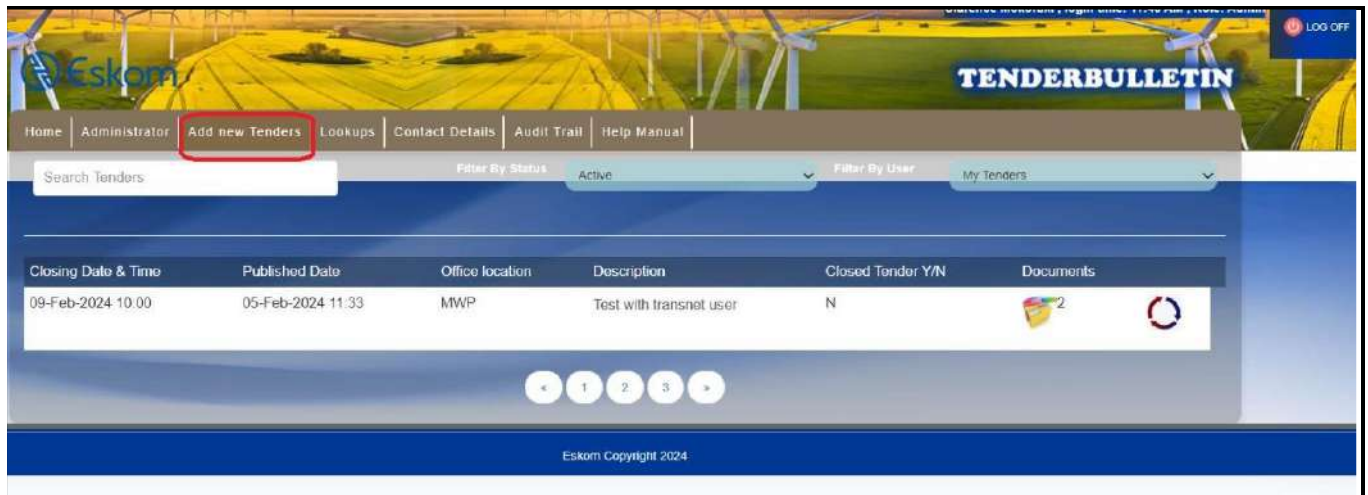 LOG OFF
Eskom
TENDERBULLETIN
Home Administrator Add new Tenders Lookups Contact Details Audit Trail Help Manual
Search Tenders Filter By Status Active Filter By User My Tenders
Closing Date & Time Published Date Office location Description Closed Tender Y/N Documents
09-Feb-2024 10:00 05-Feb-2024 11:33 MWP Test with transnet user N 2
« 1 2 3 »
Eskom Copyright 2024